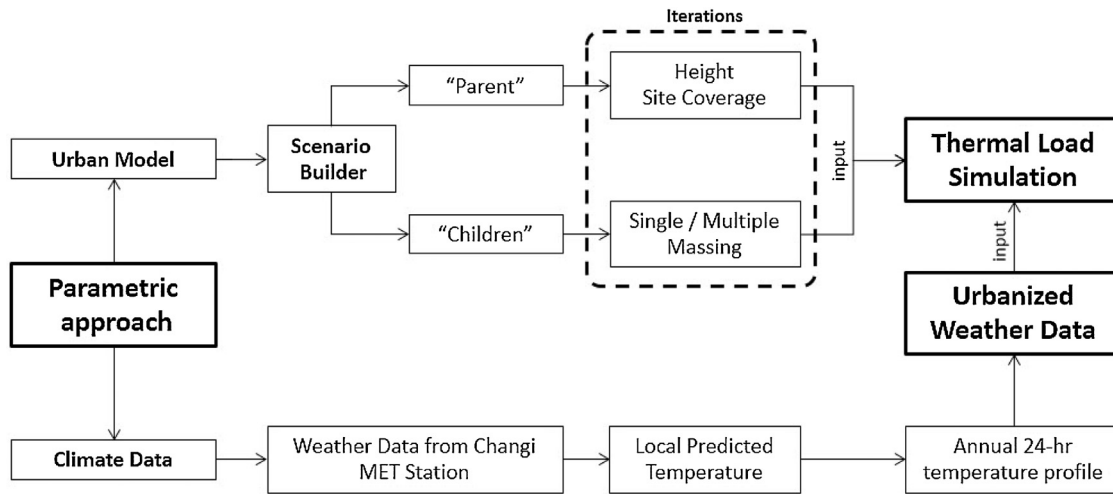 Iterions
"Parent"
Height
Site Coverage
Urban Model
Scenario
Builder
input
Thermal Load
Simulation
"Children"
Single / Multiple
Massing
input
Parametric
approach
Urbanized
Weather Data
Climate Data
Weather Data from Changi
MET Station
Local Predicted
Temperature
Annual 24-hr
temperature profile